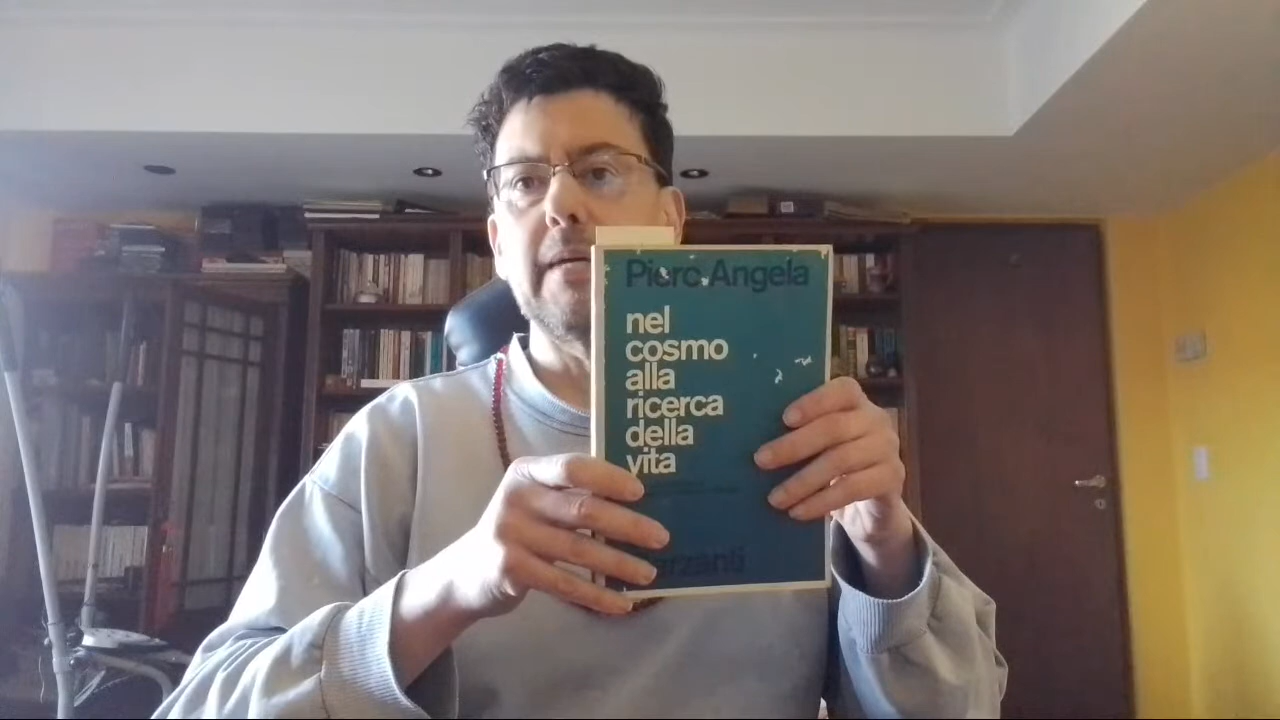 Piero Angela
nel
cosmo
alla
ricerca
della
vita